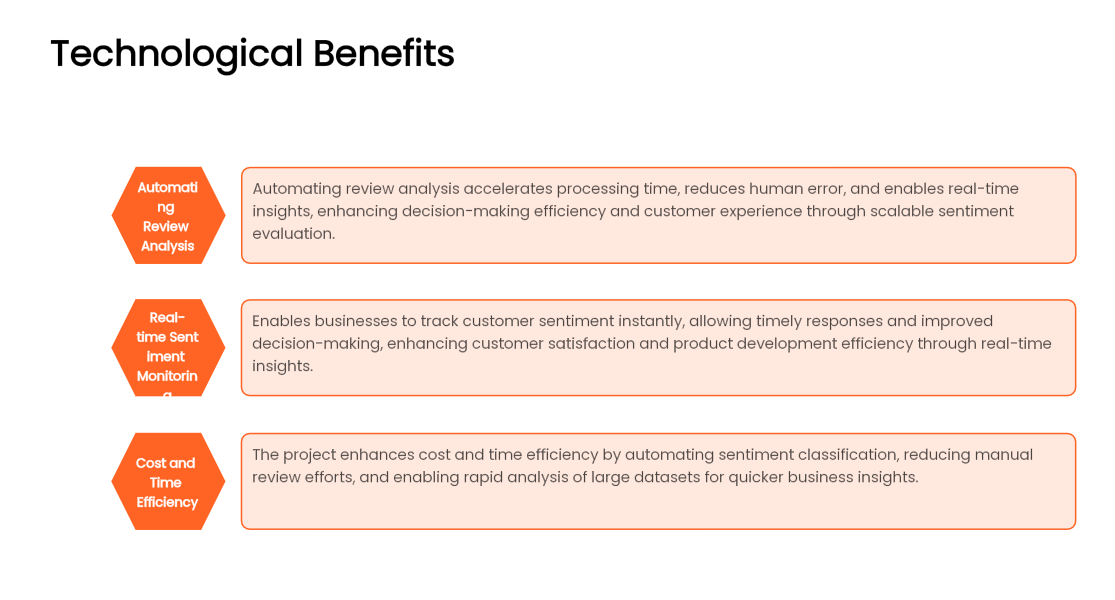 Technological Benefits
Automati
ng
Review
Analysis
Automating review analysis accelerates processing time, reduces human error, and enables real-time
insights, enhancing decision-making efficiency and customer experience through scalable sentiment
evaluation.
Real-
time Sent
iment
Monitorin
g
Enables businesses to track customer sentiment instantly, allowing timely responses and improved
decision-making, enhancing customer satisfaction and product development efficiency through real-time
insights.
Cost and
Time
Efficiency
The project enhances cost and time efficiency by automating sentiment classification, reducing manual
review efforts, and enabling rapid analysis of large datasets for quicker business insights.